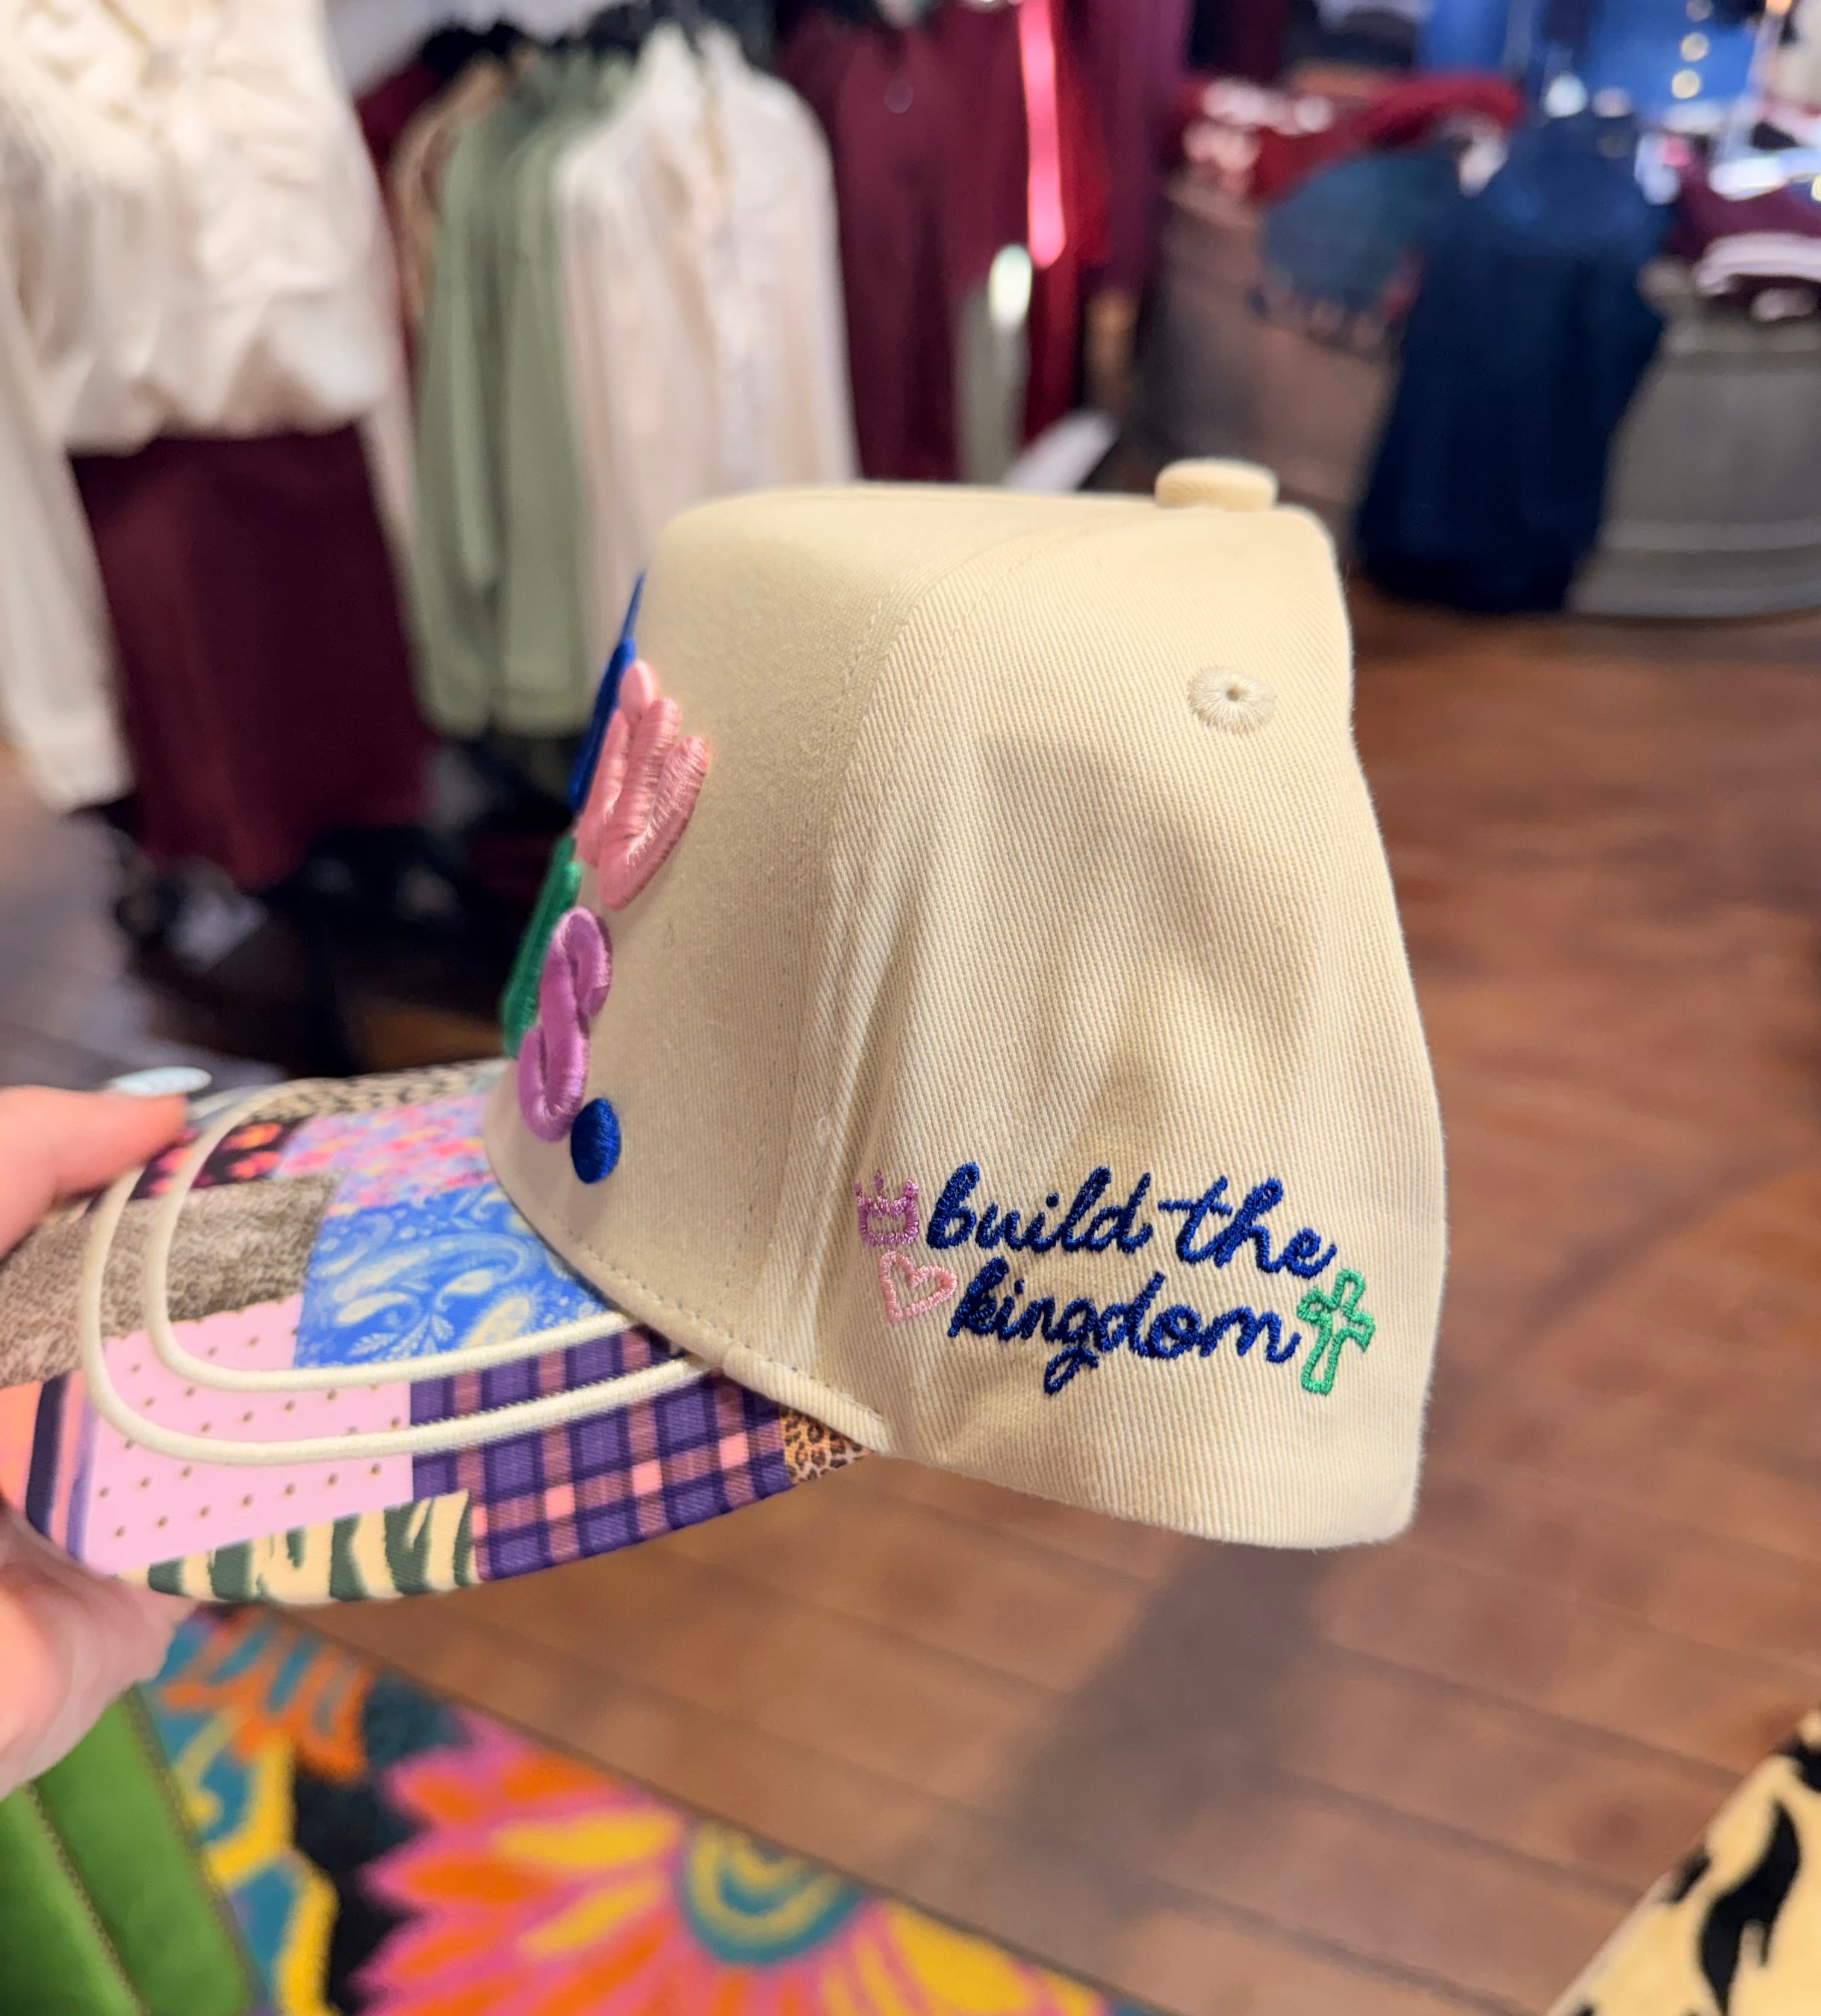 build the
kingdom